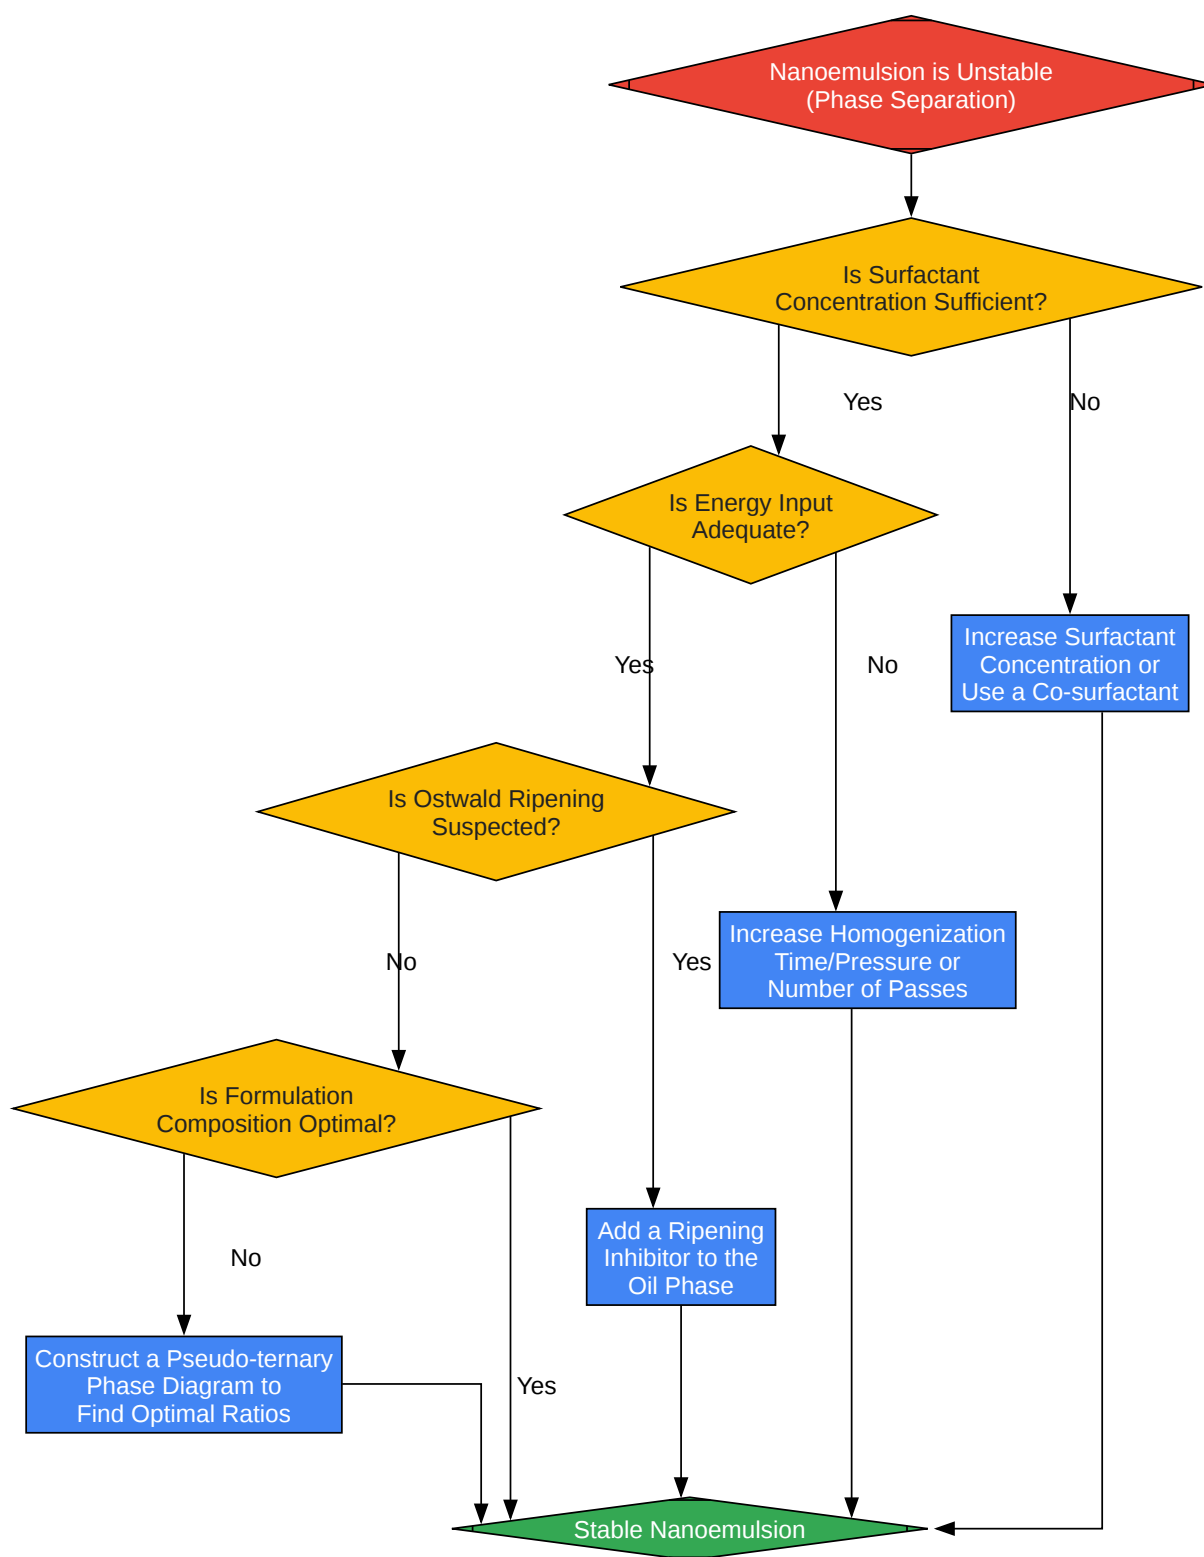 Nanoemulsion is Unstable
(Phase Separation)
Is Surfactant
Concentration Sufficient?
Yes
No
Is Energy Input
Adequate?
Increase Surfactant
Concentration or
Use a Co-surfactant
Yes
No
Is Ostwald Ripening
Suspected?
Increase Homogenization
Time/Pressure or
Number of Passes
No
Yes
Is Formulation
Composition Optimal?
Add a Ripening
Inhibitor to the
Oil Phase
No
Construct a Pseudo-ternary
Phase Diagram to
Find Optimal Ratios
Yes
Stable Nanoemulsion